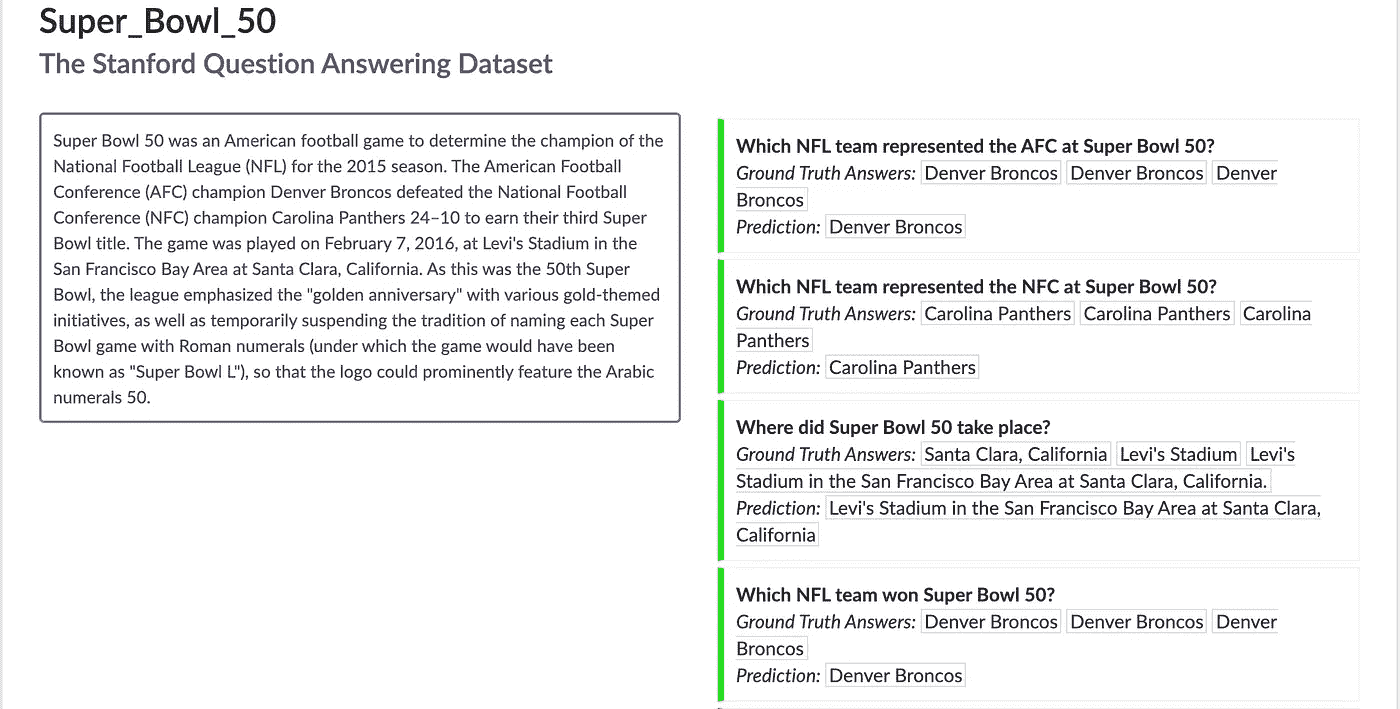 Super_Bowl_50
The Stanford Question Answering Dataset
Super Bowl 50 was an American football game to determine the champion of the
National Football League (NFL) for the 2015 season. The American Football
Conference (AFC) champion Denver Broncos defeated the National Football
Conference (NFC) champion Carolina Panthers 24–10 to earn their third Super
Bowl title. The game was played on February 7, 2016, at Levi's Stadium in the
San Francisco Bay Area at Santa Clara, California. As this was the 50th Super
Bowl, the league emphasized the "golden anniversary" with various gold-themed
initiatives, as well as temporarily suspending the tradition of naming each Super
Bowl game with Roman numerals (under which the game would have been
known as "Super Bowl L"), so that the logo could prominently feature the Arabic
numerals 50.
Which NFL team represented the AFC at Super Bowl 50?
Ground Truth Answers: Denver Broncos Denver Broncos Denver
Broncos
Prediction: Denver Broncos
Which NFL team represented the NFC at Super Bowl 50?
Ground Truth Answers: Carolina Panthers Carolina Panthers Carolina
Panthers
Prediction: Carolina Panthers
Where did Super Bowl 50 take place?
Ground Truth Answers: Santa Clara, California Levi's Stadium Levi's
Stadium in the San Francisco Bay Area at Santa Clara, California.
Prediction: Levi's Stadium in the San Francisco Bay Area at Santa Clara,
California
Which NFL team won Super Bowl 50?
Ground Truth Answers: Denver Broncos Denver Broncos Denver
Broncos
Prediction: Denver Broncos